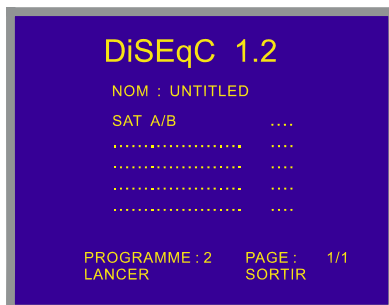 DiSEqC 1.2
NOM : UNTITLED
SAT A/B ....
...................... ....
...................... ....
...................... ....
...................... ....
PROGRAMME : 2 PAGE : 1/1
LANCER SORTIR